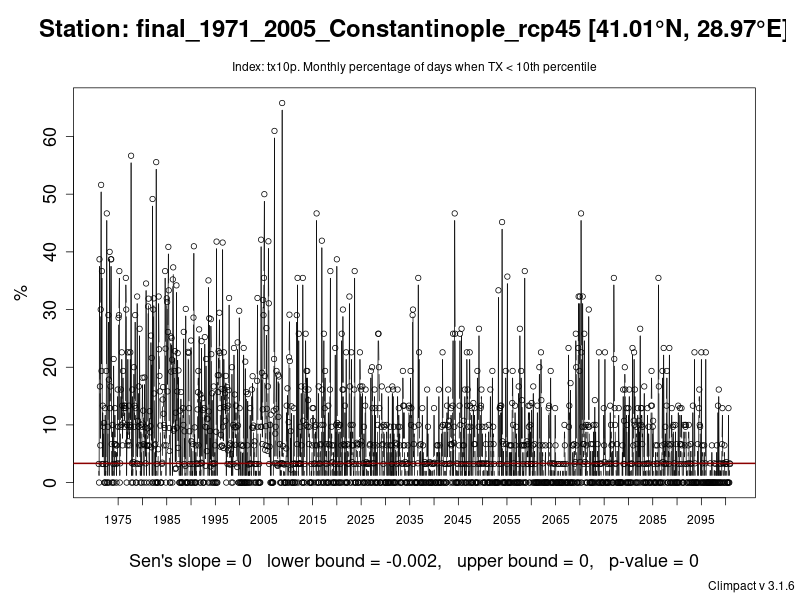 Station: final_1971_2005_Constantinople_rcp45 [41.01°N, 28.97°E]
Index: tx10p. Monthly percentage of days when TX < 10th percentile
%
60
50
40
30
20
10
0
1975 1985 1995 2005 2015 2025 2035 2045 2055 2065 2075 2085 2095
Sen's slope = 0 lower bound = -0.002, upper bound = 0, p-value = 0
Climpact v 3.1.6